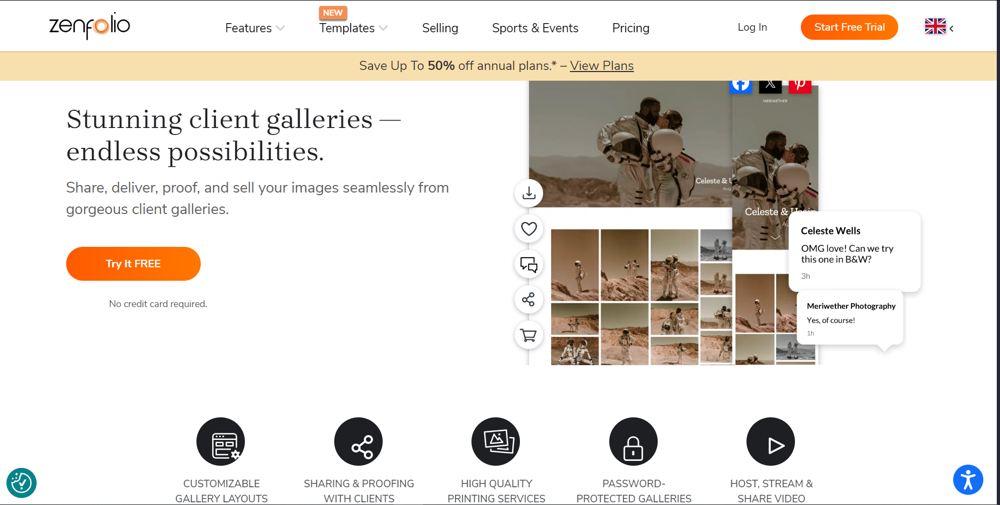 zenfolio
Features
NEW
Templates
Selling
Sports & Events
Pricing
Log In
Start Free Trial
Save Up To 50% off annual plans.* – View Plans
Stunning client galleries —
endless possibilities.
Share, deliver, proof, and sell your images seamlessly from
gorgeous client galleries.
Try It FREE
No credit card required.
MERIWETHER
Celeste & U
Aug
Celeste &
Au
Celeste Wells
OMG love! Can we try
this one in B&W?
3h
Meriwether Photography
Yes, of course!
1h
CUSTOMIZABLE
GALLERY LAYOUTS
SHARING & PROOFING
WITH CLIENTS
HIGH QUALITY
PRINTING SERVICES
PASSWORD-
PROTECTED GALLERIES
HOST, STREAM &
SHARE VIDEO